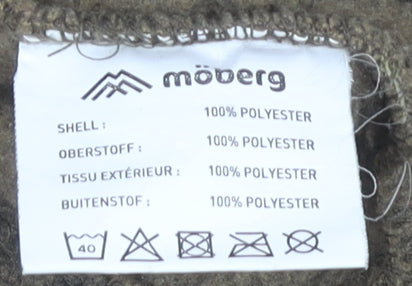 möberg
SHELL : 100% POLYESTER
OBERSTOFF : 100% POLYESTER
TISSU EXTÉRIEUR : 100% POLYESTER
BUITENSTOF : 100% POLYESTER
40